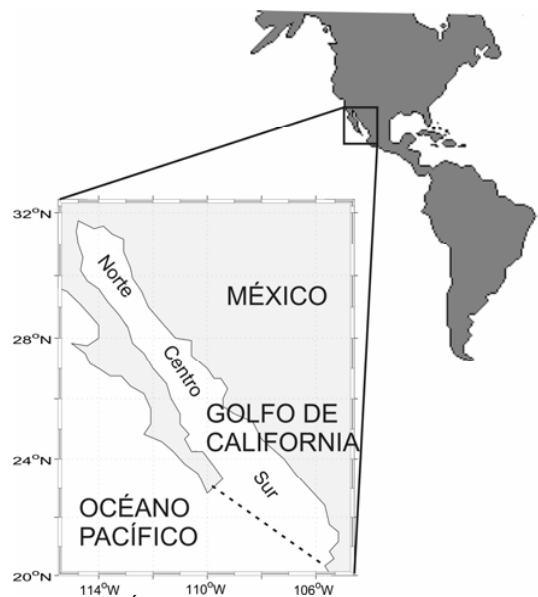 32°N
Norte
MÉXICO
28°N
Centro
GOLFO DE
CALIFORNIA
24°N
Sur
OCÉANO
PACÍFICO
20°N
114°W
110°W
106°W